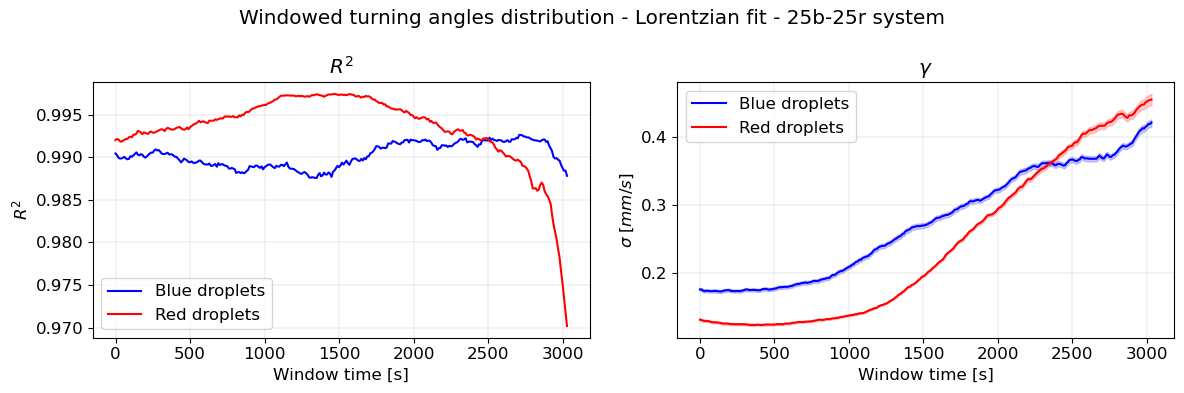 Windowed turning angles distribution - Lorentzian fit - 25b-25r system
R²
R²
0.995
0.990
0.985
0.980
0.975
0.970
Blue droplets
Red droplets
0 500 1000 1500 2000 2500 3000
Window time [s]
γ
σ [mm/s]
0.4
0.3
0.2
Blue droplets
Red droplets
0 500 1000 1500 2000 2500 3000
Window time [s]